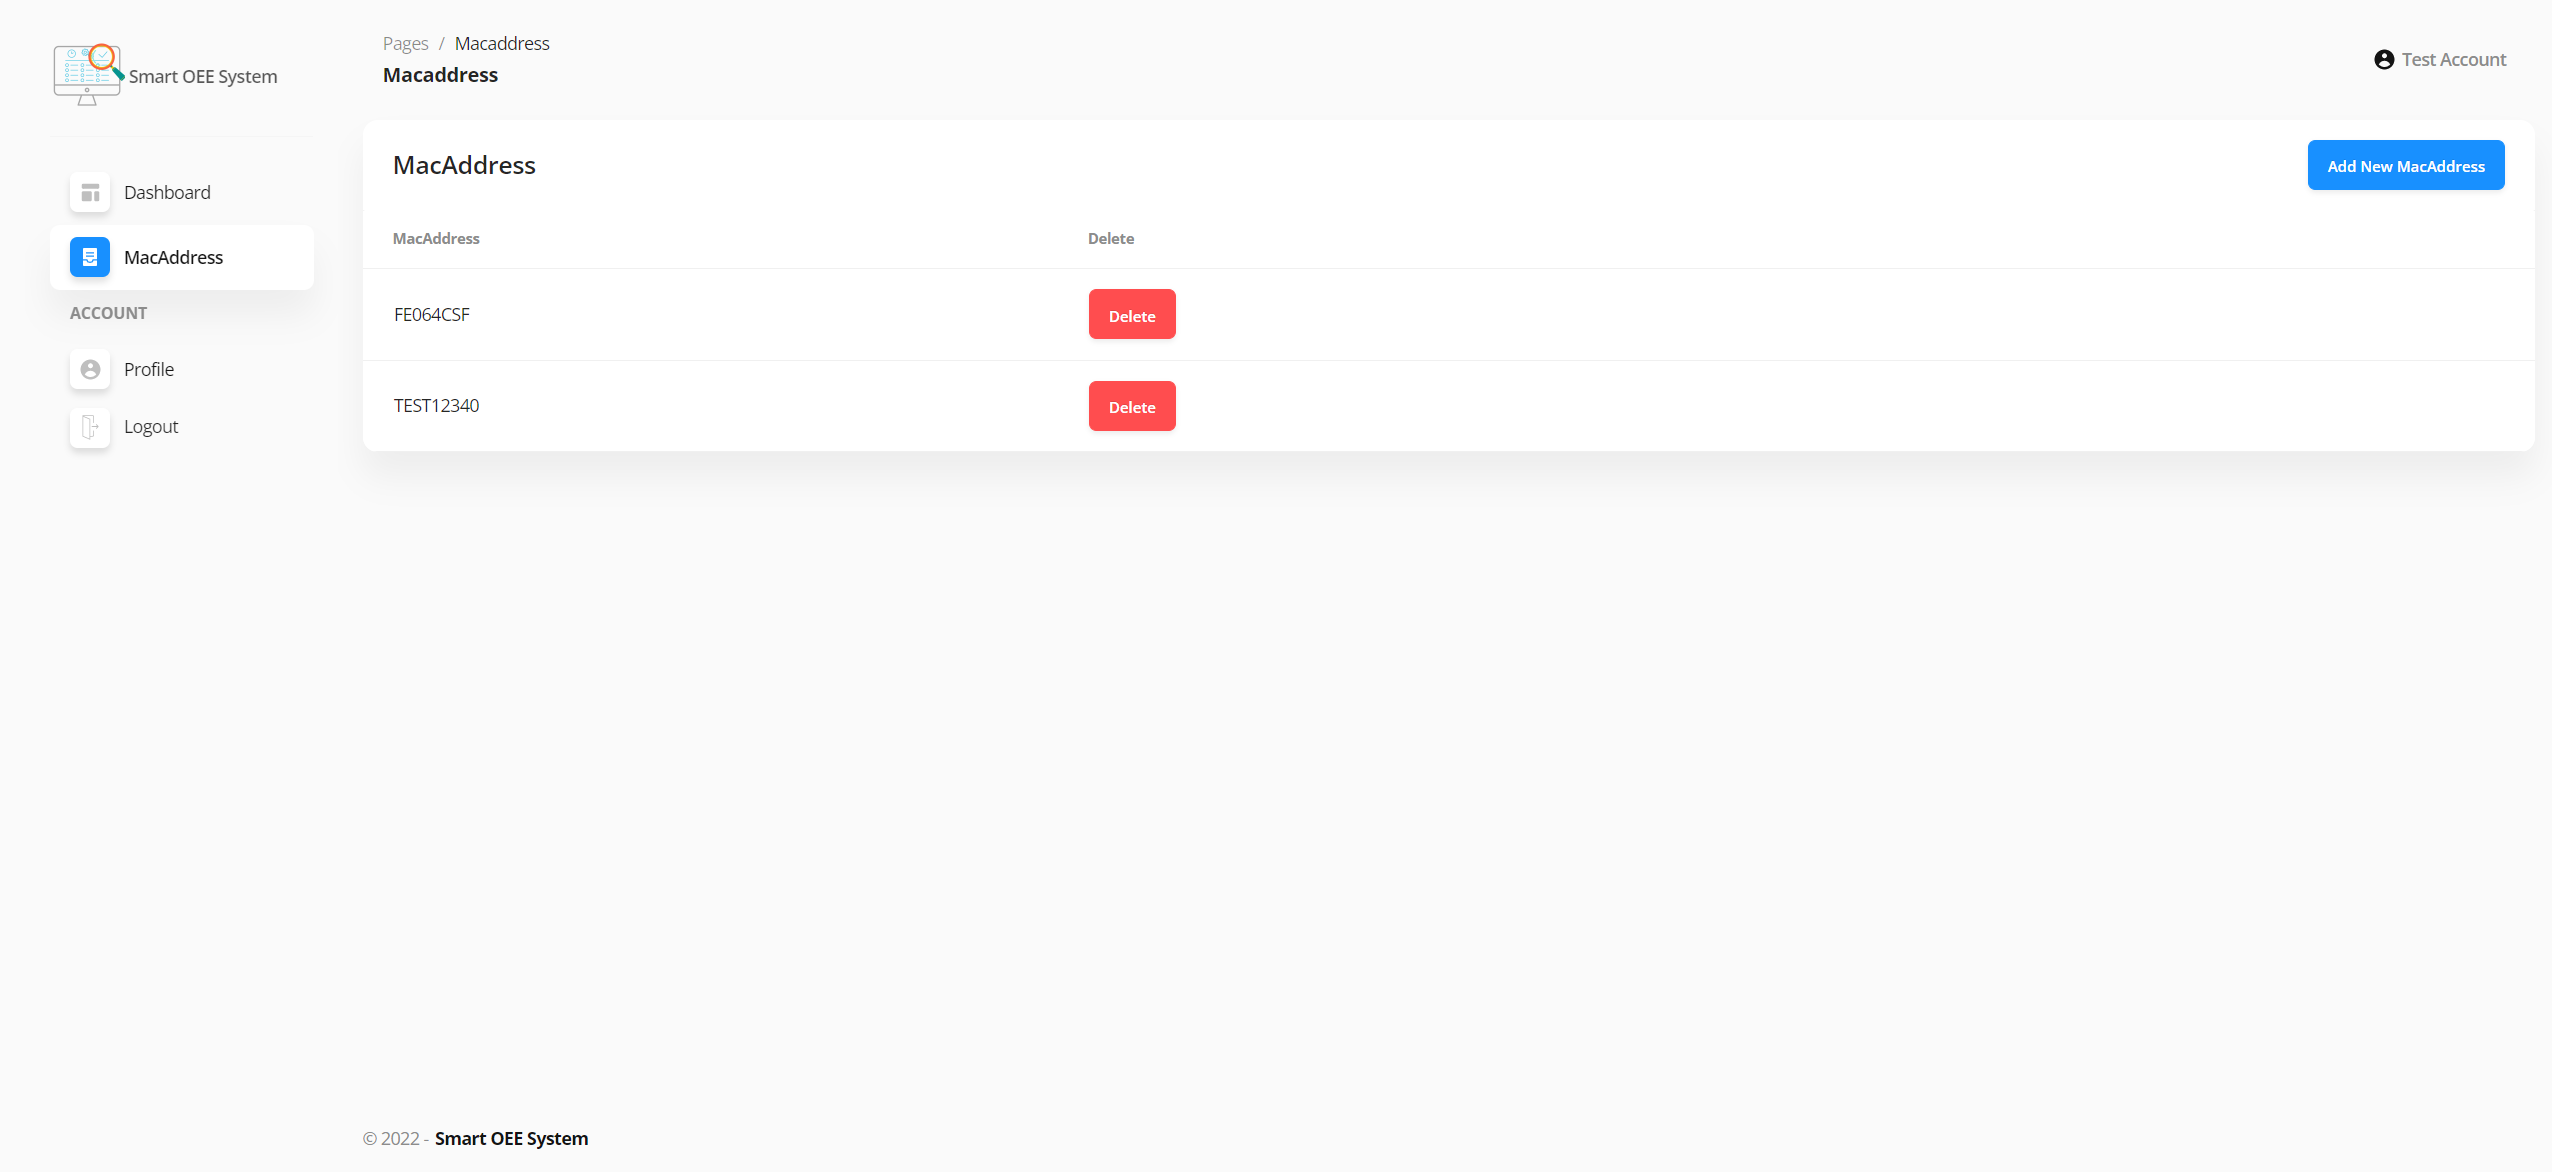 Smart OEE System
Dashboard
MacAddress
ACCOUNT
Profile
Logout
Pages / Macaddress
Macaddress
Test Account
MacAddress
Add New MacAddress
MacAddress Delete
FE064CSF Delete
TEST12340 Delete
© 2022 - Smart OEE System